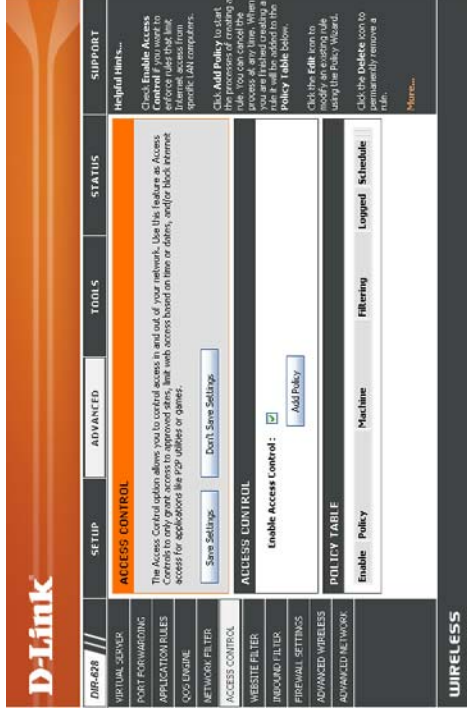 D-Link
DIR-628
SETUP
ADVANCED
TOOLS
STATUS
SUPPORT
VIRTUAL SERVER
PORT FORWARDING
APPLICATION RULES
QOS ENGINE
NETWORK FILTER
ACCESS CONTROL
WEBSITE FILTER
INBOUND FILTER
FIREWALL SETTINGS
ADVANCED WIRELESS
ADVANCED NETWORK
ACCESS CONTROL
The Access Control option allows you to control access in and out of your network. Use this feature as Access
Controls to only grant access to approved sites, limit web access based on time or dates, and/or block internet
access for applications like P2P utilities or games.
Save Settings
Don't Save Settings
ACCESS CONTROL
Enable Access Control :
Add Policy
POLICY TABLE
Enable Policy Machine Filtering Logged Schedule
Helpful Hints...
Check Enable Access
Control if you want to
enforce rules that limit
Internet access from
specific LAN computers.
Click Add Policy to start
the processes of creating a
rule. You can cancel the
process at any time. When
you are finished creating a
rule it will be added to the
Policy Table below.
Click the Edit icon to
modify an existing rule
using the Policy Wizard.
Click the Delete icon to
permanently remove a
rule.
More...
WIRELESS